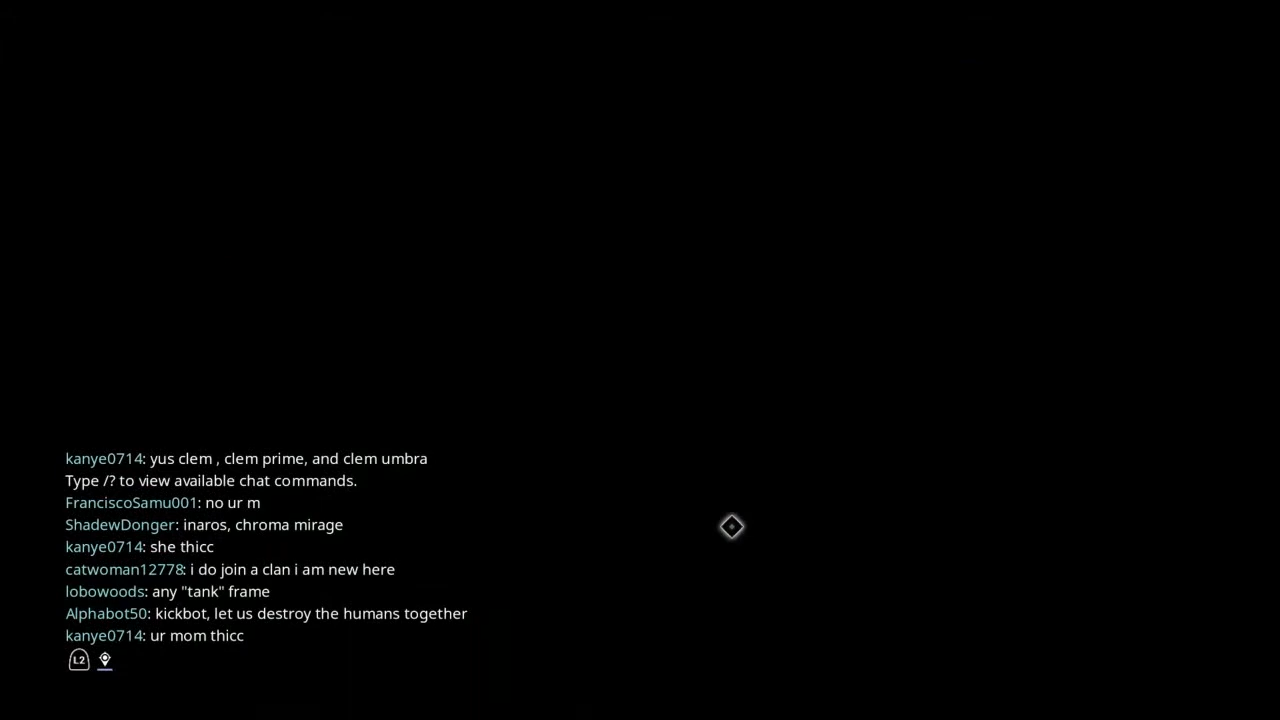 kanye0714: yus clem , clem prime, and clem umbra
Type /? to view available chat commands.
FranciscoSamu001: no ur m
ShadewDonger: inaros, chroma mirage
kanye0714: she thicc
catwoman12778: i do join a clan i am new here
lobowoods: any "tank" frame
Alphabot50: kickbot, let us destroy the humans together
kanye0714: ur mom thicc
L2